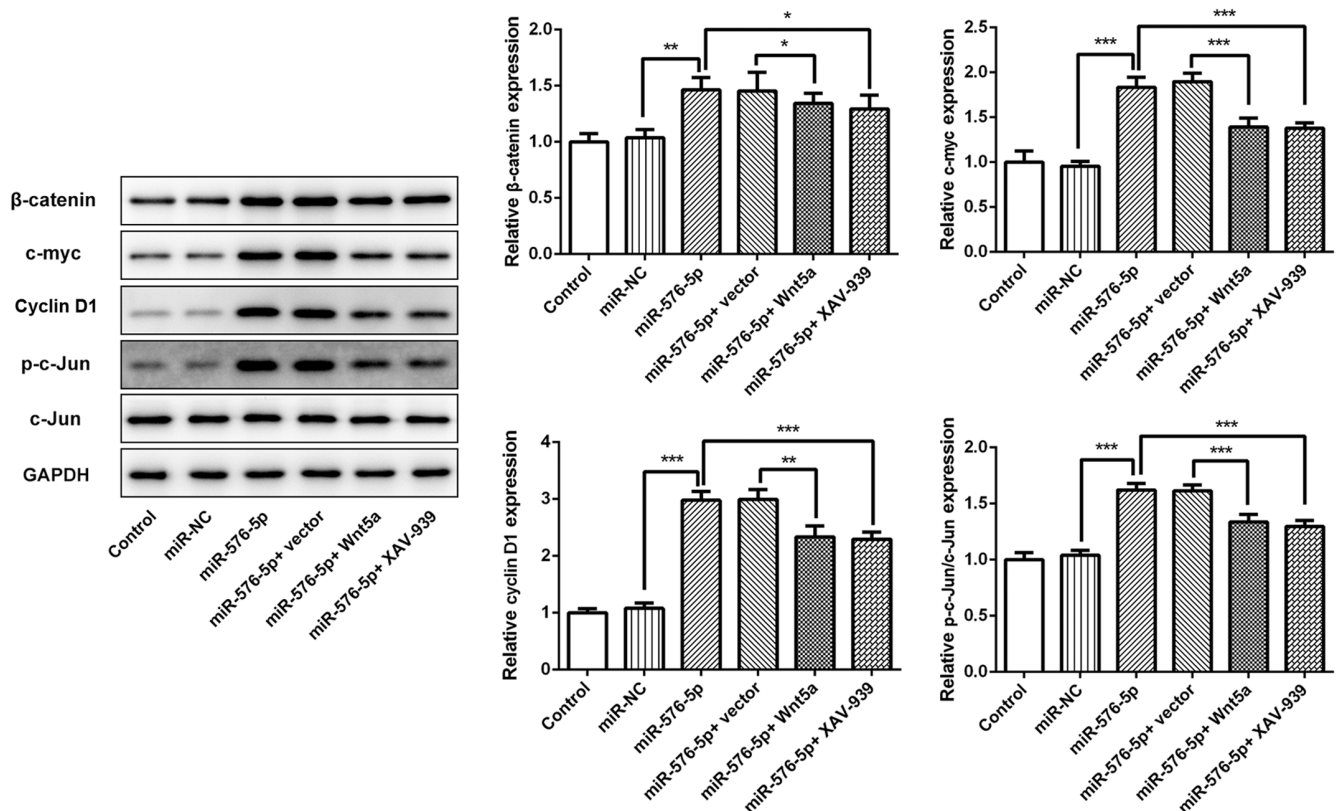 β-catenin
c-myc
Cyclin D1
p-c-Jun
c-Jun
GAPDH
Control
miR-NC
miR-576-5p
miR-576-5p+ vector
miR-576-5p+ Wnt5a
miR-576-5p+ XAV-939
Relative β-catenin expression
2.0
1.5
1.0
0.5
0.0
**
*
*
Control
miR-NC
miR-576-5p
miR-576-5p+ vector
miR-576-5p+ Wnt5a
miR-576-5p+ XAV-939
Relative c-myc expression
2.5
2.0
1.5
1.0
0.5
0.0
***
***
***
Control
miR-NC
miR-576-5p
miR-576-5p+ vector
miR-576-5p+ Wnt5a
miR-576-5p+ XAV-939
Relative cyclin D1 expression
4
3
2
1
0
***
***
**
Control
miR-NC
miR-576-5p
miR-576-5p+ vector
miR-576-5p+ Wnt5a
miR-576-5p+ XAV-939
Relative p-c-Jun/c-Jun expression
2.0
1.5
1.0
0.5
0.0
***
***
***
Control
miR-NC
miR-576-5p
miR-576-5p+ vector
miR-576-5p+ Wnt5a
miR-576-5p+ XAV-939